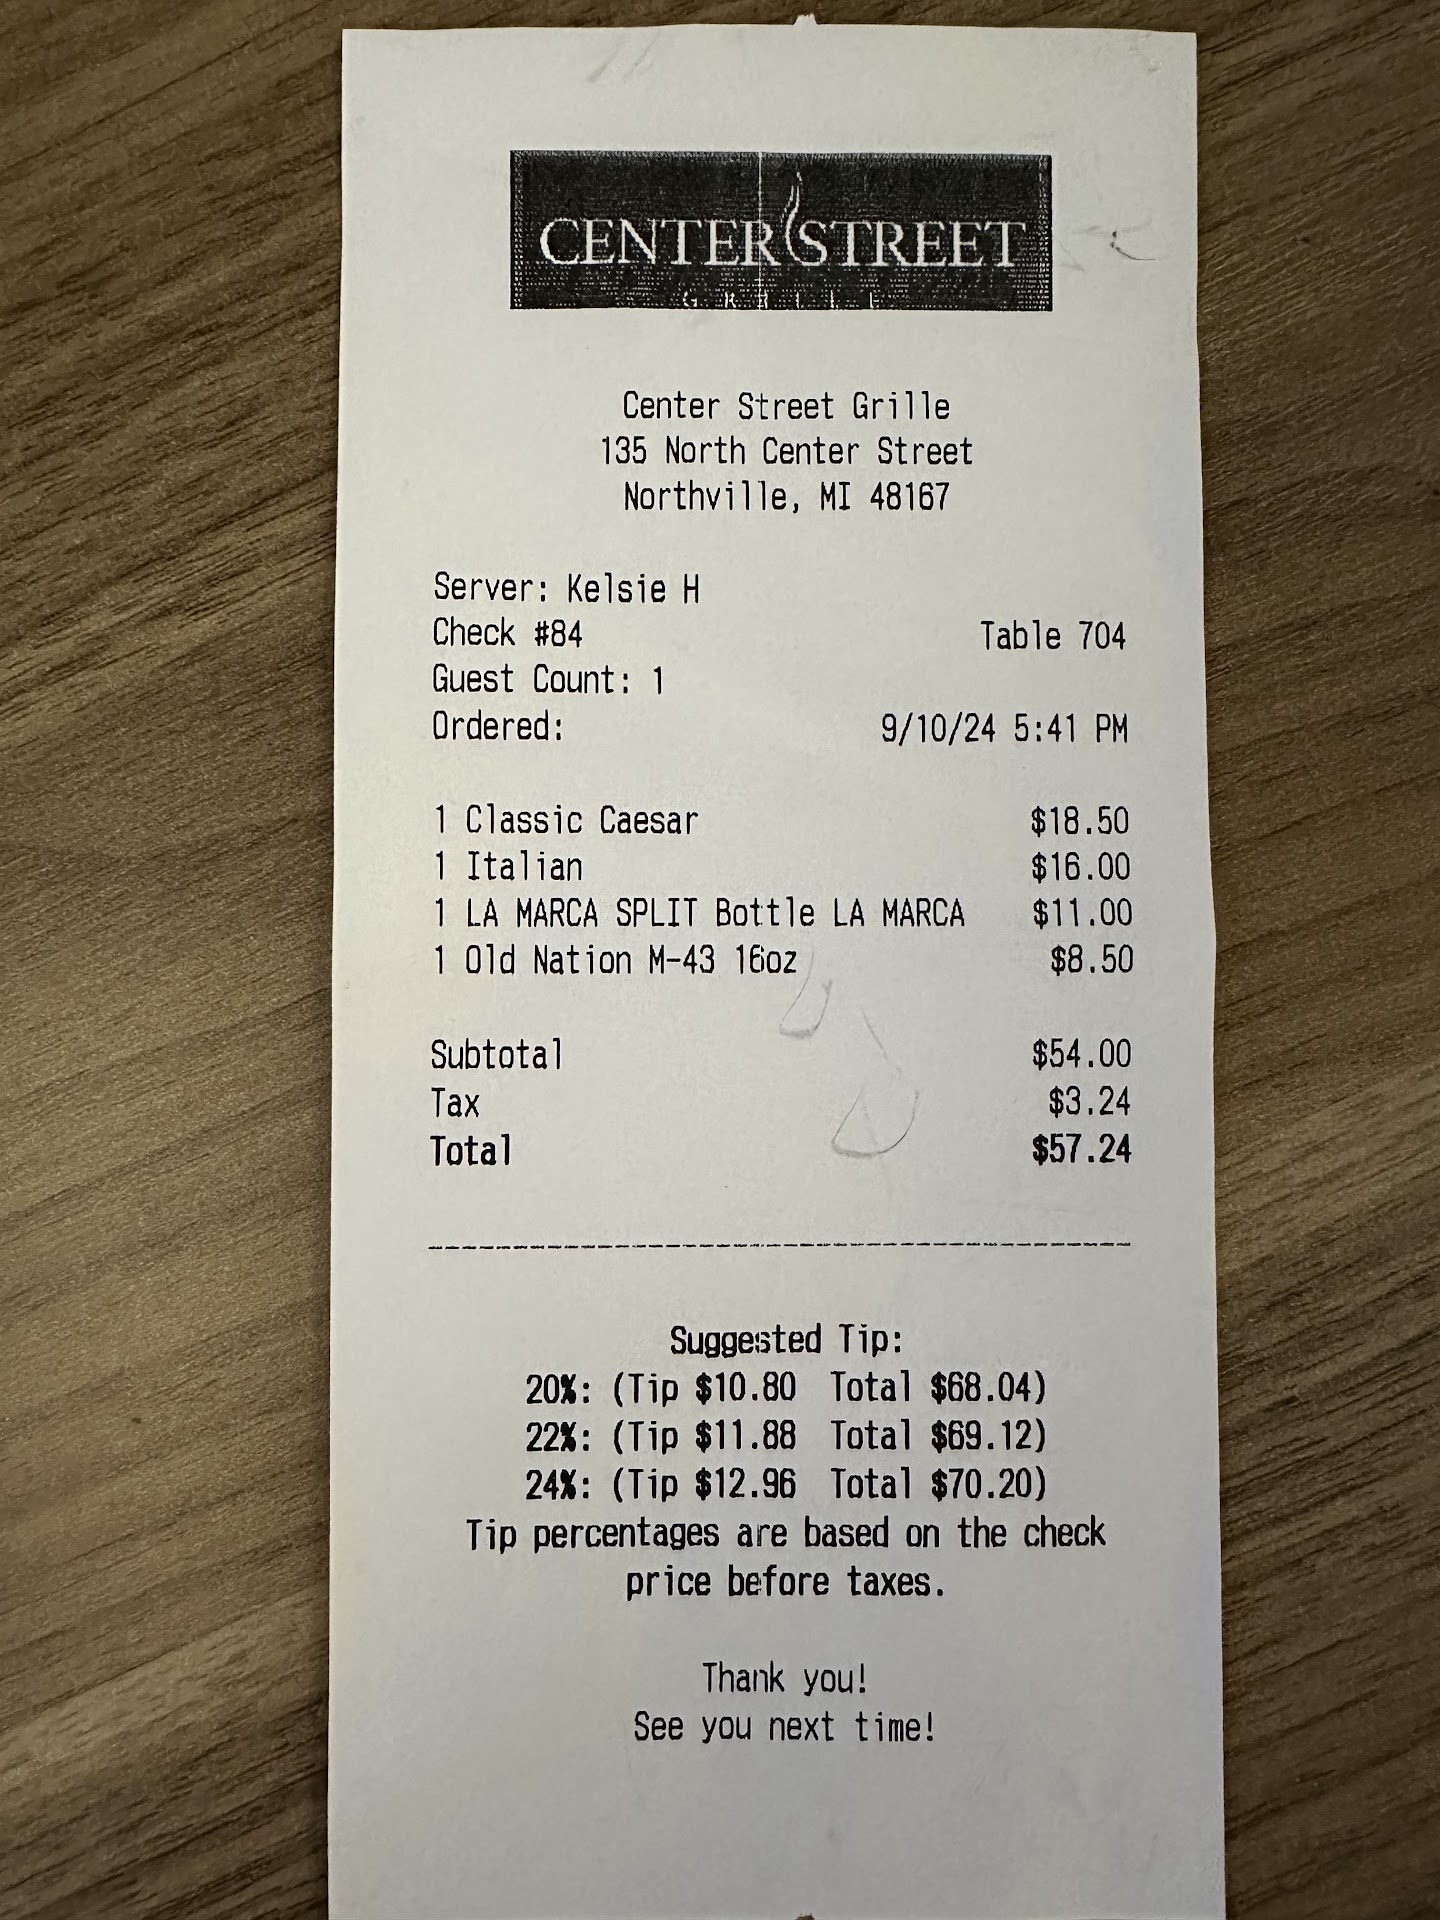 CENTER STREET
GRILLE
Center Street Grille
135 North Center Street
Northville, MI 48167
Server: Kelsie H
Check #84 Table 704
Guest Count: 1
Ordered: 9/10/24 5:41 PM
1 Classic Caesar $18.50
1 Italian $16.00
1 LA MARCA SPLIT Bottle LA MARCA $11.00
1 Old Nation M-43 16oz $8.50
Subtotal $54.00
Tax $3.24
Total $57.24
Suggested Tip:
20%: (Tip $10.80 Total $68.04)
22%: (Tip $11.88 Total $69.12)
24%: (Tip $12.96 Total $70.20)
Tip percentages are based on the check
price before taxes.
Thank you!
See you next time!